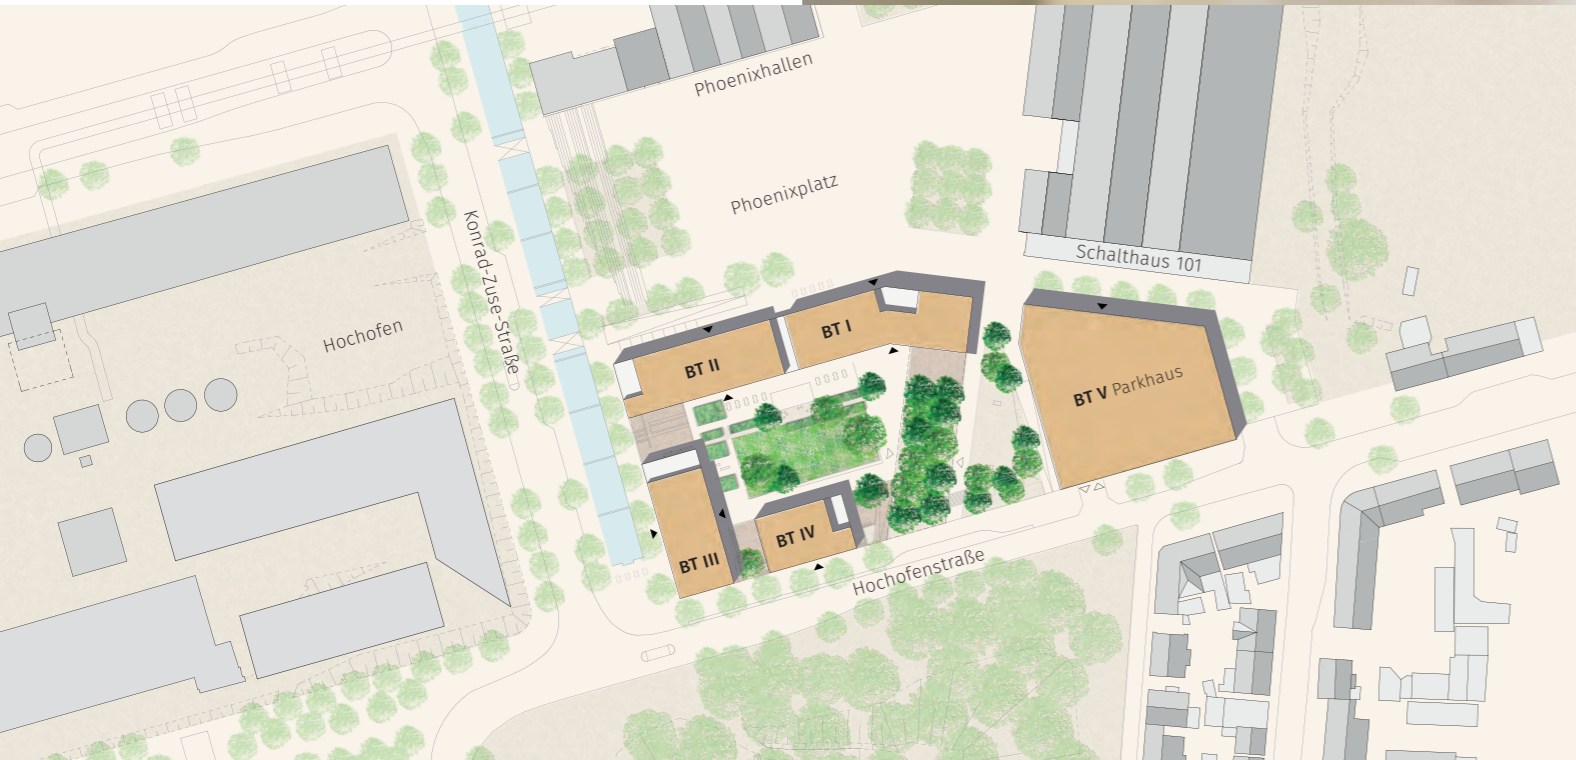 Phoenixhallen
Phoenixplatz
Schalthaus 101
Konrad-Zuse-Straße
Hochofen
BT I
BT II
BT V Parkhaus
BT III
BT IV
Hochofenstraße